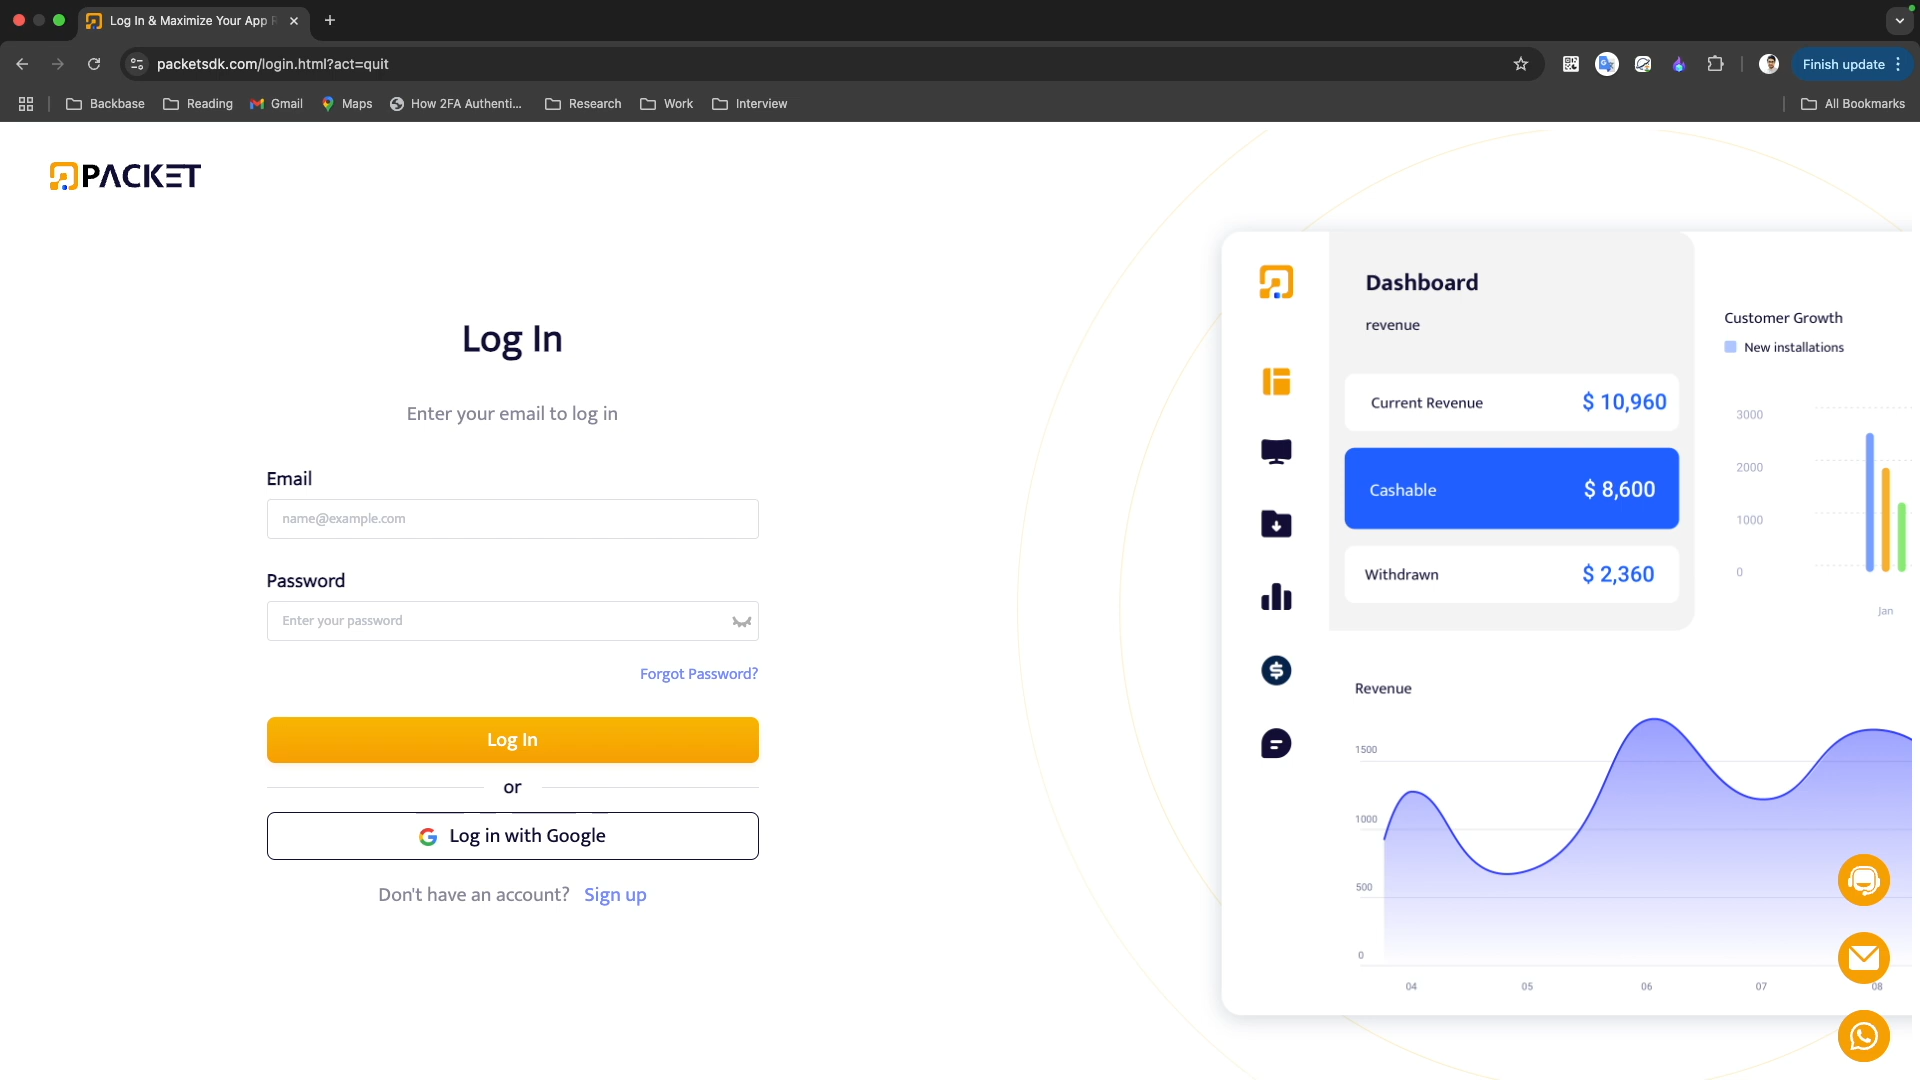 Log In & Maximize Your App R
Finish update
packetsdk.com/login.html?act=quit
Backbase
Reading
Gmail
Maps
How 2FA Authenti...
Research
Work
Interview
All Bookmarks
PACKET
Log In
Enter your email to log in
Email
name@example.com
Password
Enter your password
Forgot Password?
Log In
or
Log in with Google
Don't have an account? Sign up
Dashboard
revenue
Current Revenue $ 10,960
Cashable $ 8,600
Withdrawn $ 2,360
Customer Growth
New installations
3000
2000
1000
0
Jan
Revenue
1500
1000
500
0
04 05 06 07 08